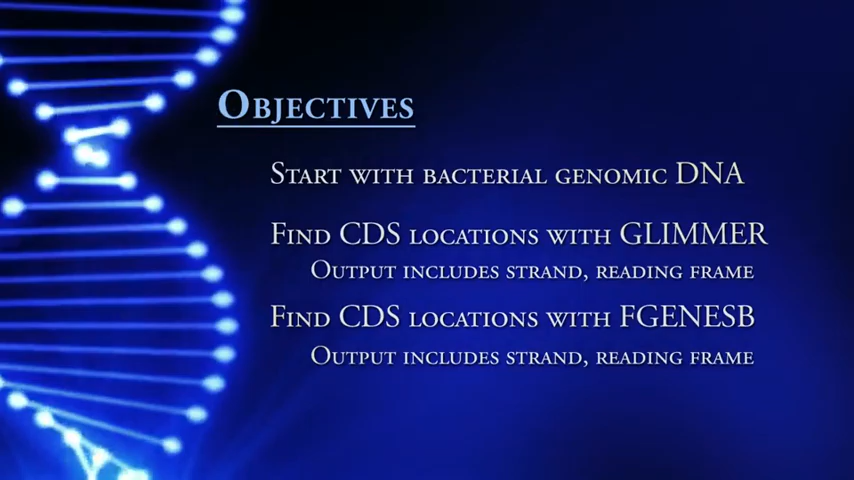 Objectives
Start with bacterial genomic DNA
Find CDS locations with GLIMMER
Output includes strand, reading frame
Find CDS locations with FGENESB
Output includes strand, reading frame